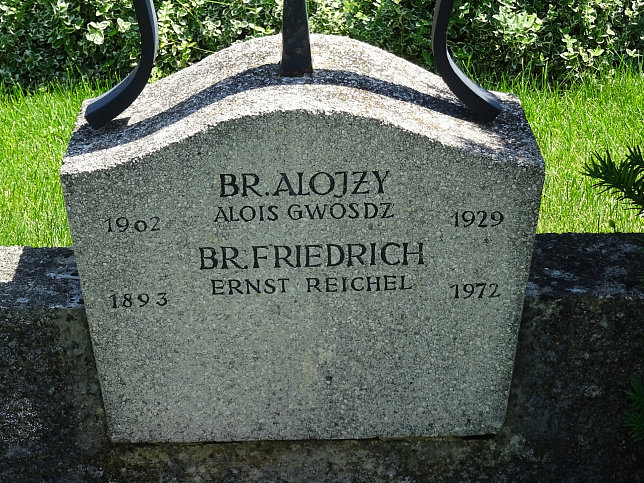 BR. ALOJZY
1902 ALOIS GWOSDZ 1929
BR. FRIEDRICH
1893 ERNST REICHEL 1972